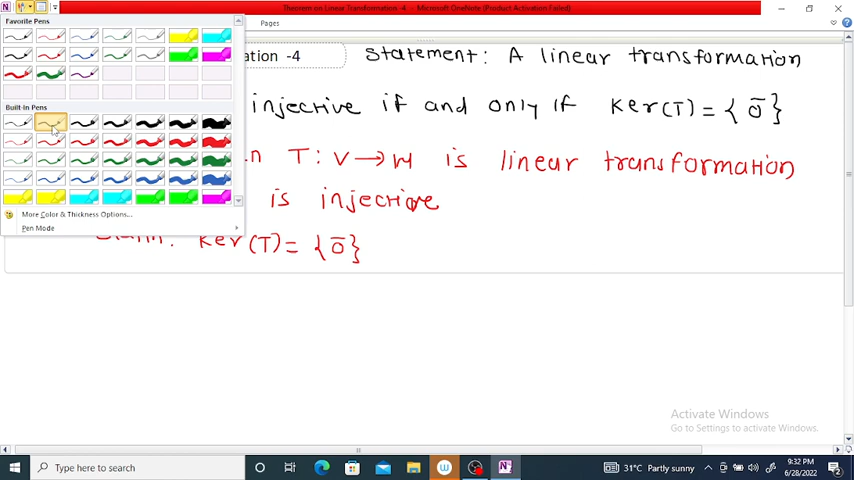 Theorem on Linear Transformation -4 - Microsoft OneNote (Product Activation Failed)
Favorite Pens
Pages
ation -4
Statement: A linear transformation
Built-In Pens
injective if and only if Ker(T) = { 0̄ }
n T: V → W is linear transformation
is injective
More Color & Thickness Options...
Pen Mode
Ker(T) = { 0̄ }
Activate Windows
Go to Settings to activate Windows.
Type here to search
31°C Partly sunny
9:32 PM
6/28/2022
2